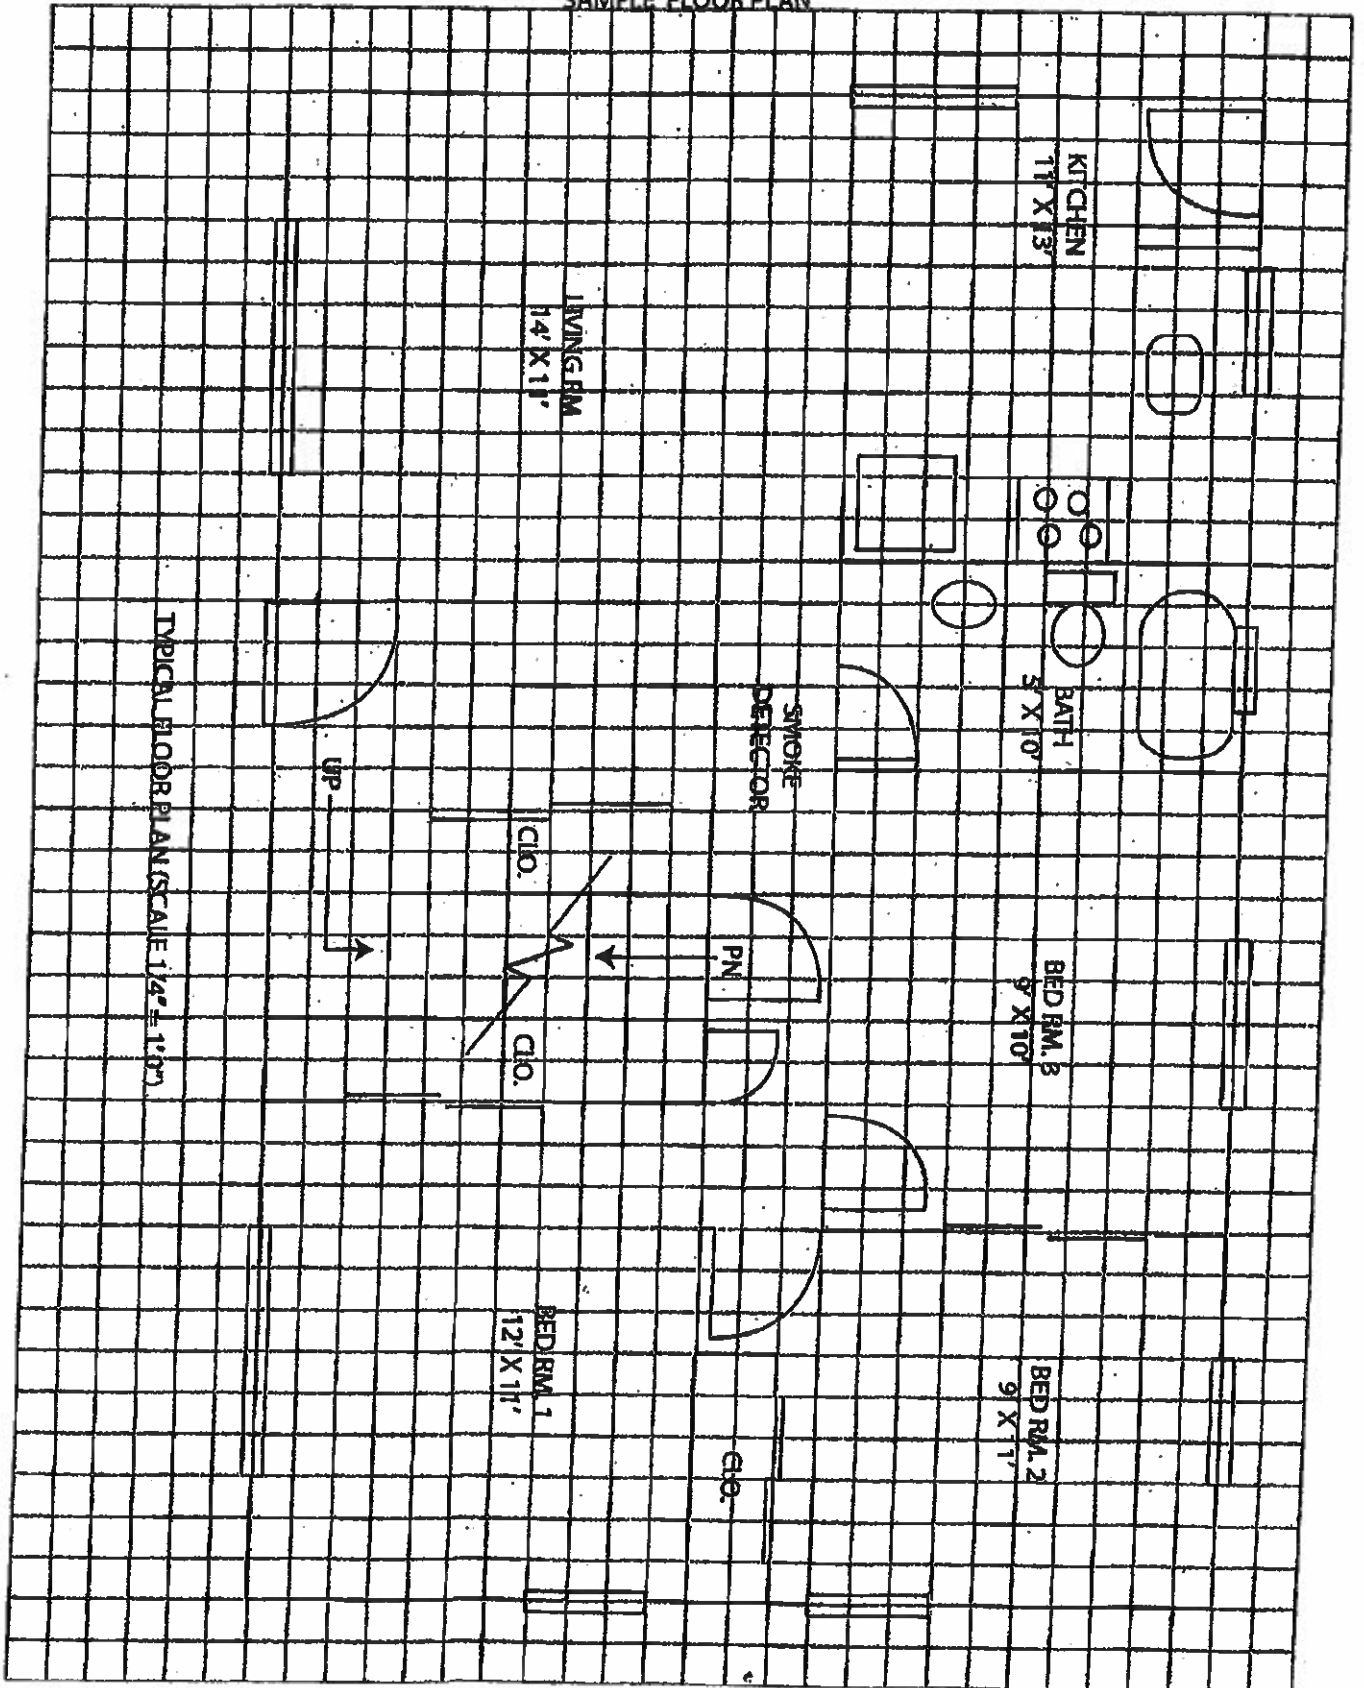 SAMPLE FLOOR PLAN
KITCHEN
11' X 13'
BATH
5' X 10'
BED RM. 3
9' X 10'
BED RM. 2
9' X 11'
SMOKE
DETECTOR
PN
CLO.
LIVING RM
14' X 11'
CLO.
CLO.
BED RM. 1
12' X 11'
UP
TYPICAL FLOOR PLAN (SCALE 1/4" = 1'0")